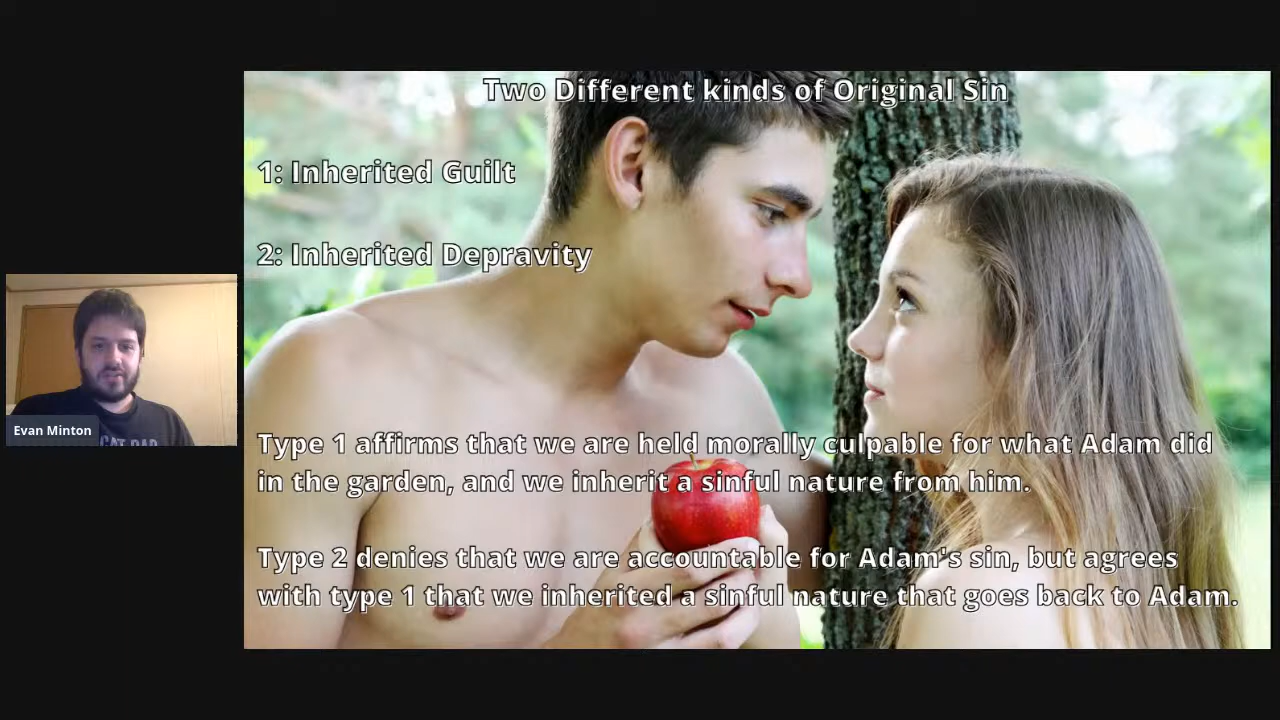 Two Different kinds of Original Sin
1: Inherited Guilt
2: Inherited Depravity
Type 1 affirms that we are held morally culpable for what Adam did
in the garden, and we inherit a sinful nature from him.
Type 2 denies that we are accountable for Adam's sin, but agrees
with type 1 that we inherited a sinful nature that goes back to Adam.
Evan Minton
CAT DAD